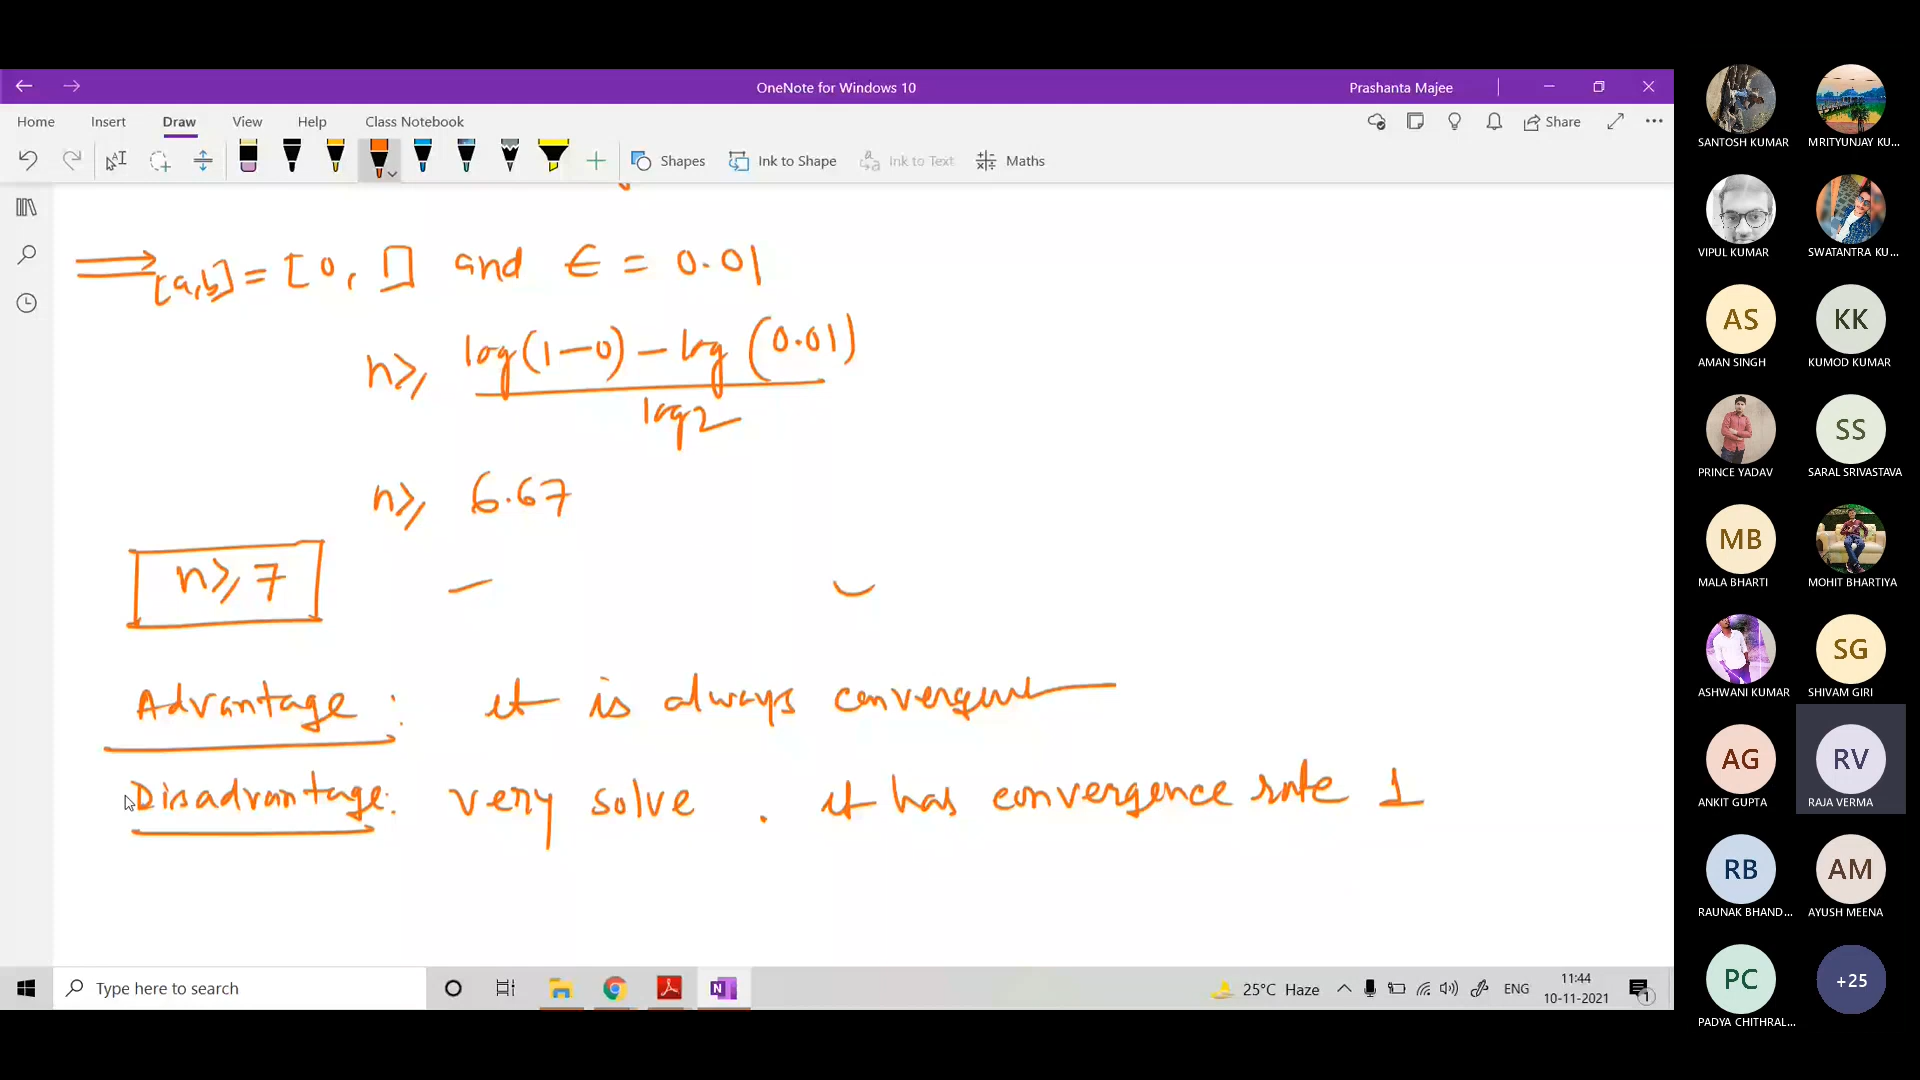 OneNote for Windows 10
Prashanta Majee
Home Insert Draw View Help Class Notebook
Share
Shapes Ink to Shape Ink to Text Maths
[a,b] = [0, 1] and ∈ = 0.01
n ≥ log(1-0) - log (0.01)
log2
n ≥ 6.67
n ≥ 7
Advantage : it is always convergent
Disadvantage: very solve . it has convergence rate 1
Type here to search
25°C Haze
ENG
11:44
10-11-2021
1
SANTOSH KUMAR
MRITYUNJAY KU...
VIPUL KUMAR
SWATANTRA KU...
AS
KK
AMAN SINGH
KUMOD KUMAR
SS
PRINCE YADAV
SARAL SRIVASTAVA
MB
MALA BHARTI
MOHIT BHARTIYA
SG
ASHWANI KUMAR
SHIVAM GIRI
AG
RV
ANKIT GUPTA
RAJA VERMA
RB
AM
RAUNAK BHAND...
AYUSH MEENA
PC
+25
PADYA CHITHRAL...